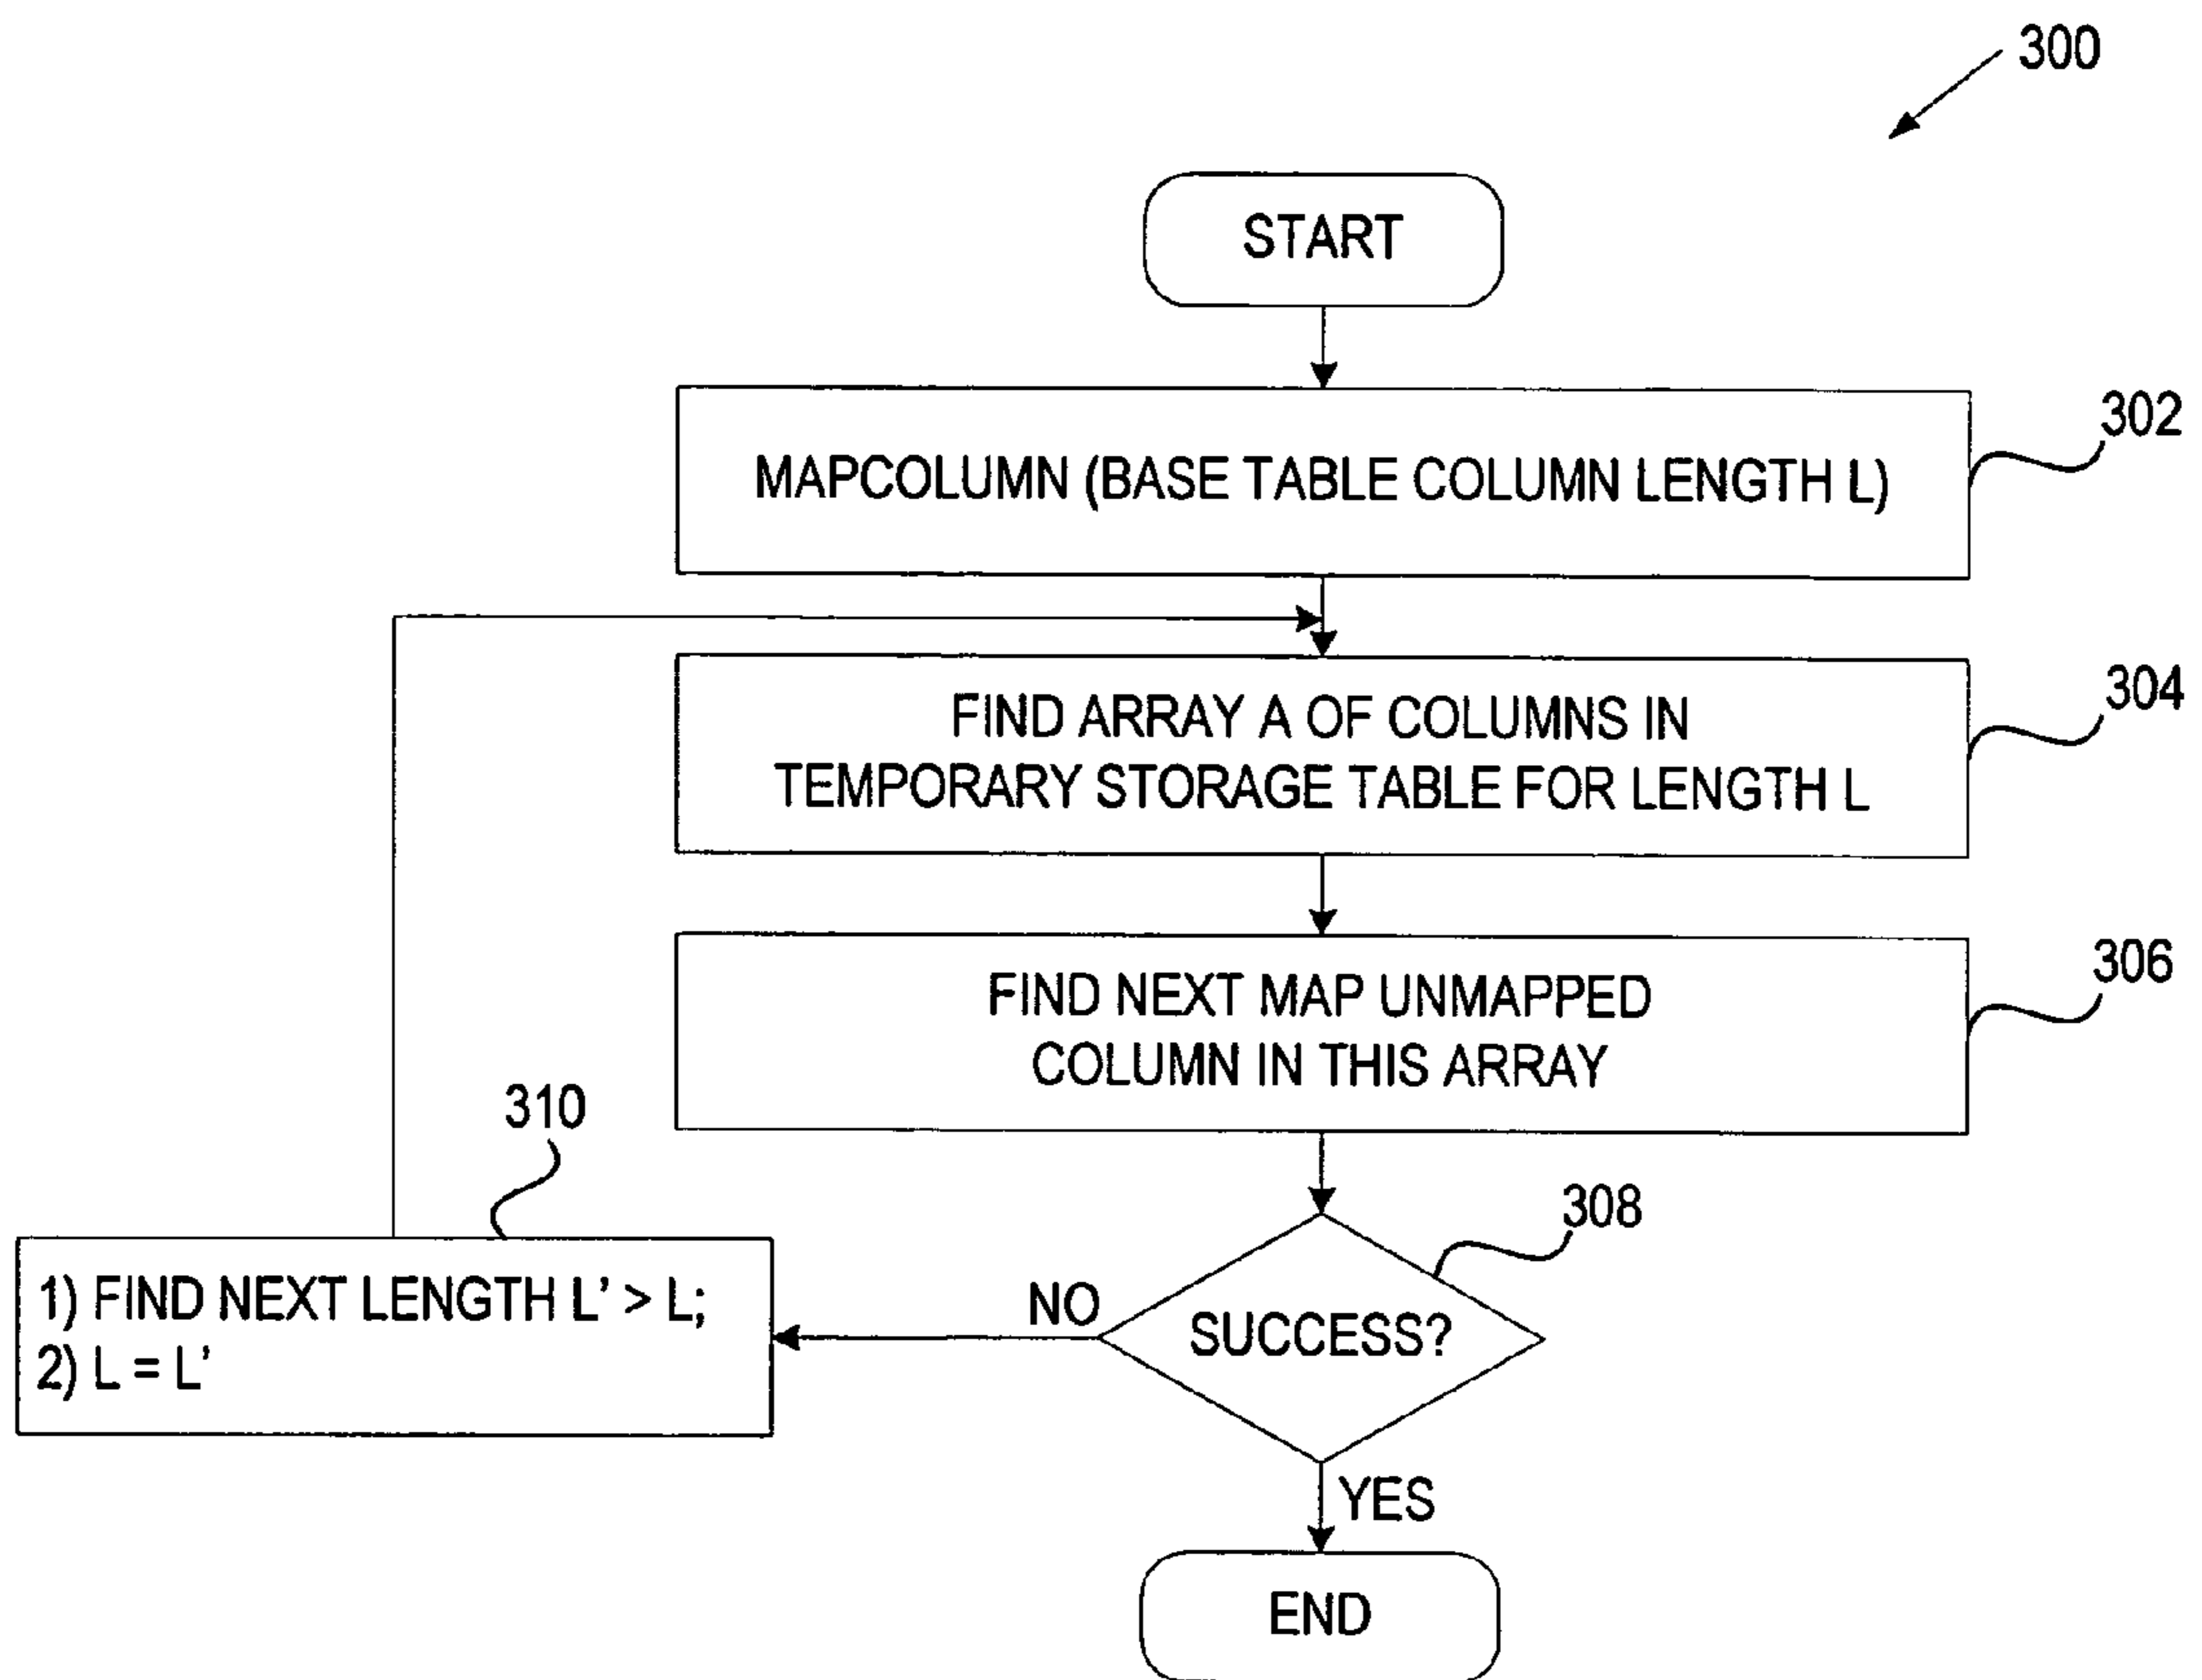 300
START
MAPCOLUMN (BASE TABLE COLUMN LENGTH L)
302
FIND ARRAY A OF COLUMNS IN
TEMPORARY STORAGE TABLE FOR LENGTH L
304
FIND NEXT MAP UNMAPPED
COLUMN IN THIS ARRAY
306
310
1) FIND NEXT LENGTH L' > L;
2) L = L'
NO
SUCCESS?
308
YES
END